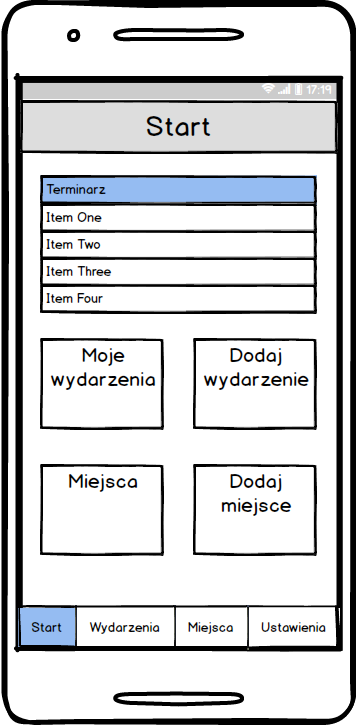 17:19
Start
Terminarz
Item One
Item Two
Item Three
Item Four
Moje
wydarzenia
Dodaj
wydarzenie
Miejsca
Dodaj
miejsce
Start Wydarzenia Miejsca Ustawienia